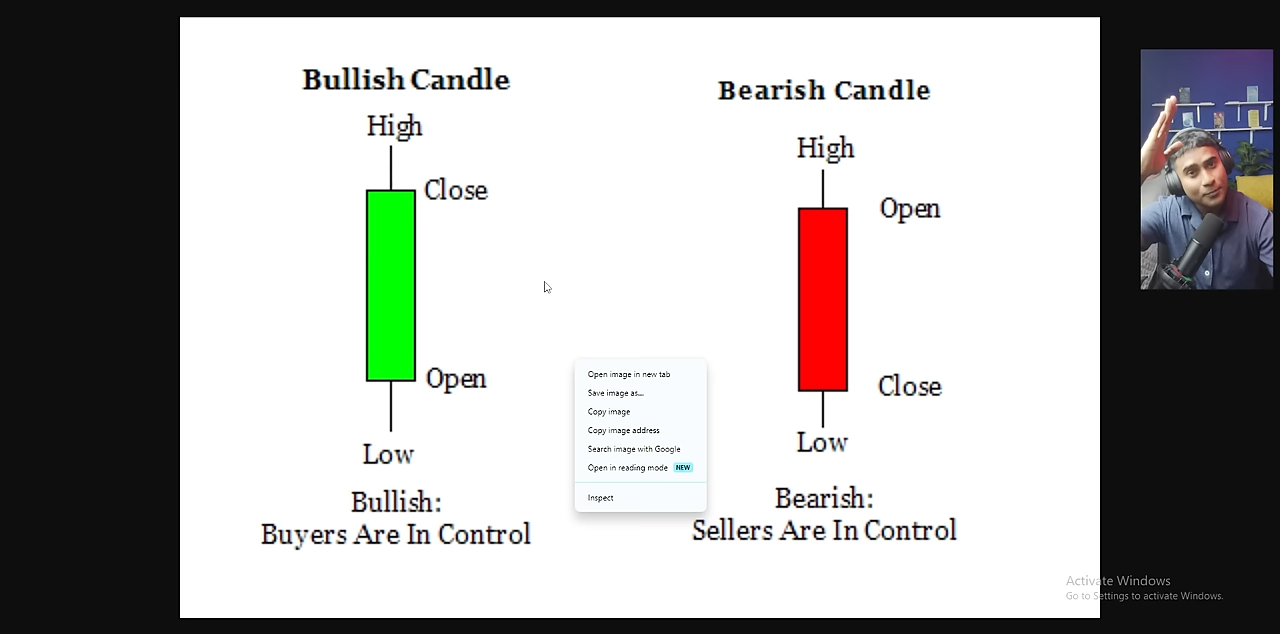 Bullish Candle
High
Close
Open
Low
Bullish:
Buyers Are In Control
Bearish Candle
High
Open
Close
Low
Bearish:
Sellers Are In Control
Open image in new tab
Save image as...
Copy image
Copy image address
Search image with Google
Open in reading mode NEW
Inspect
Activate Windows
Go to Settings to activate Windows.